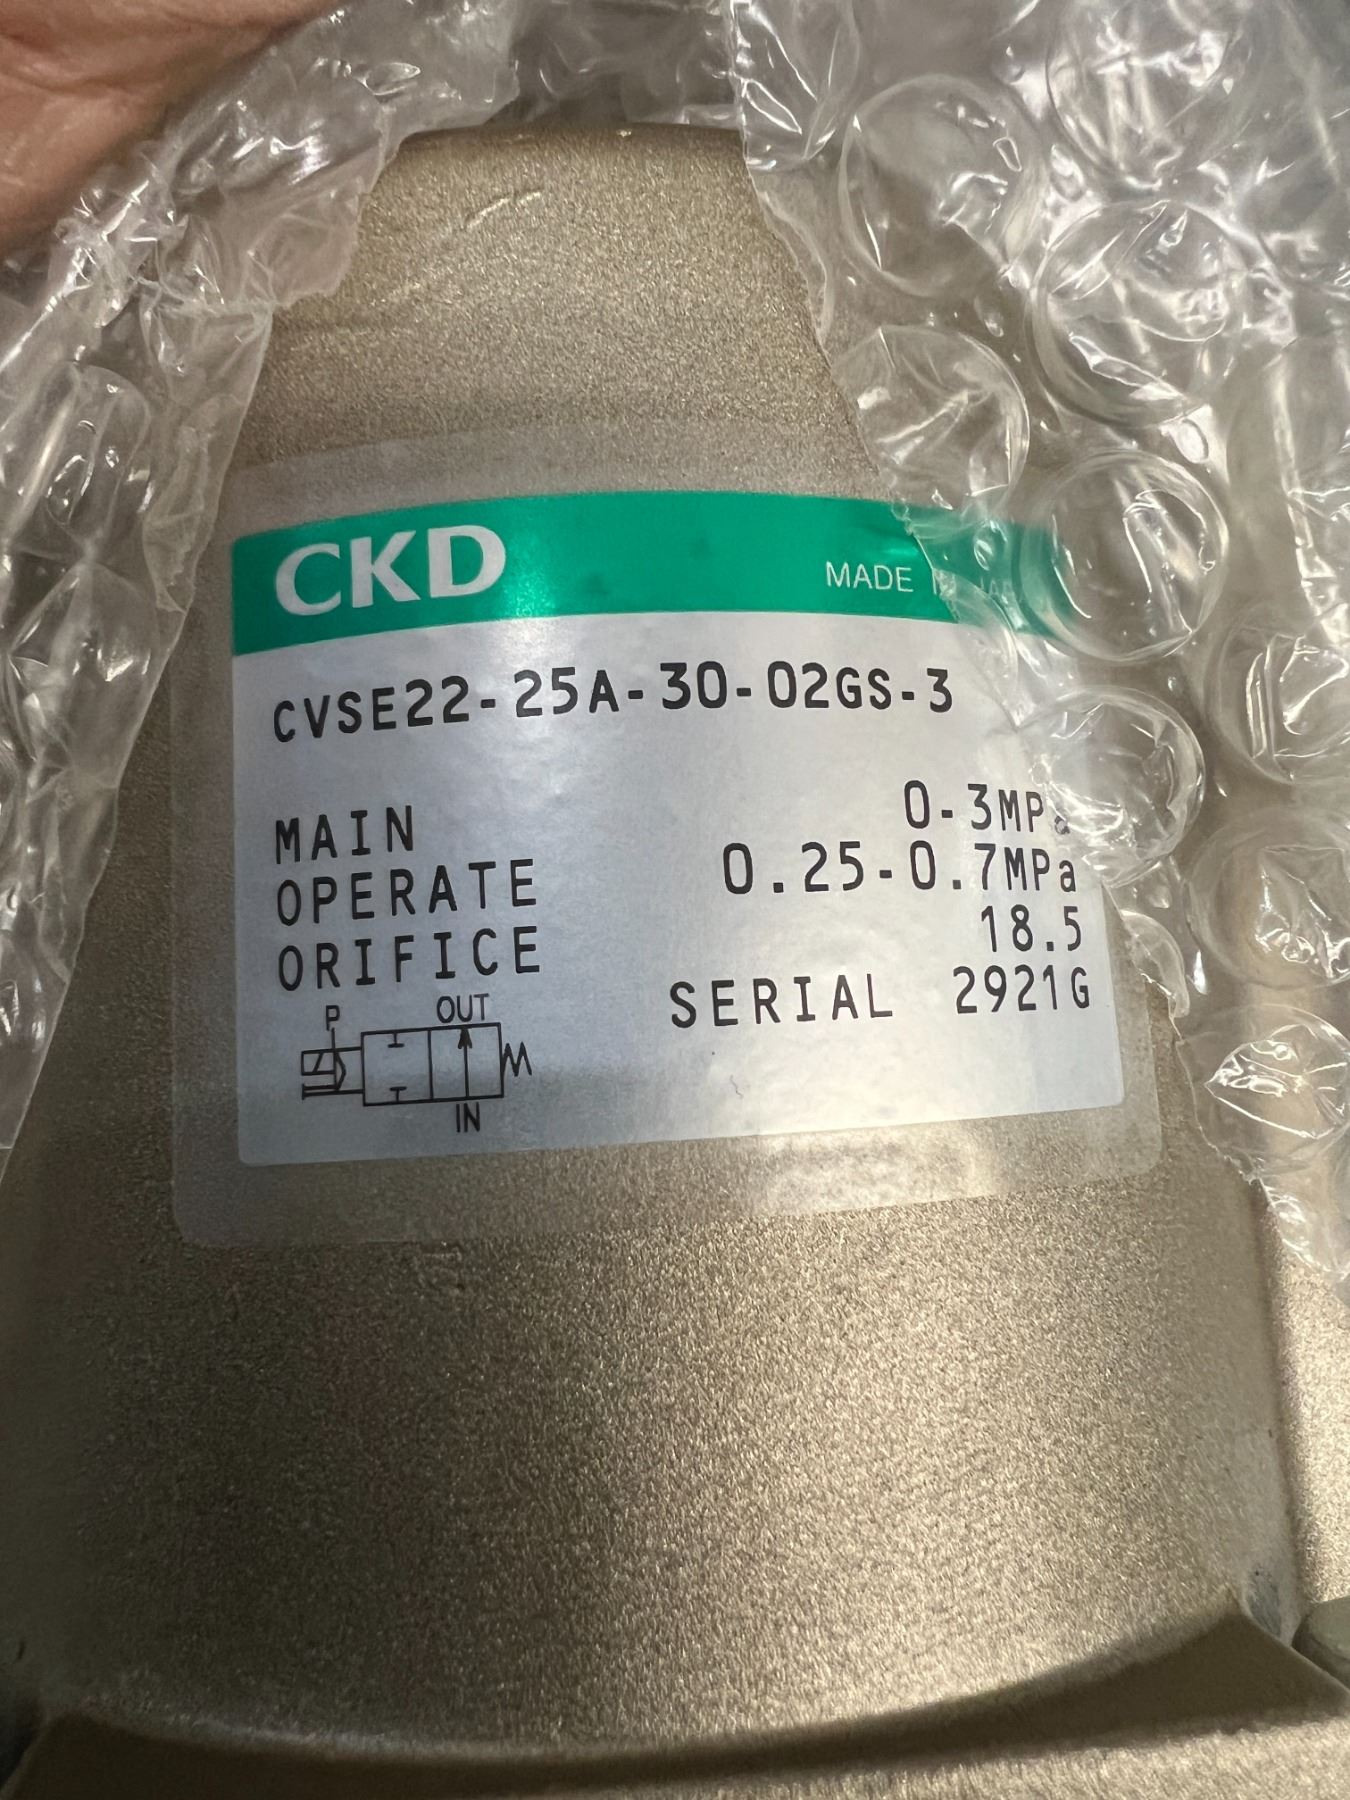 CKD
MADE
CVSE22-25A-30-02GS-3
MAIN 0-3MPa
OPERATE 0.25-0.7MPa
ORIFICE 18.5
SERIAL 2921G
P
OUT
IN